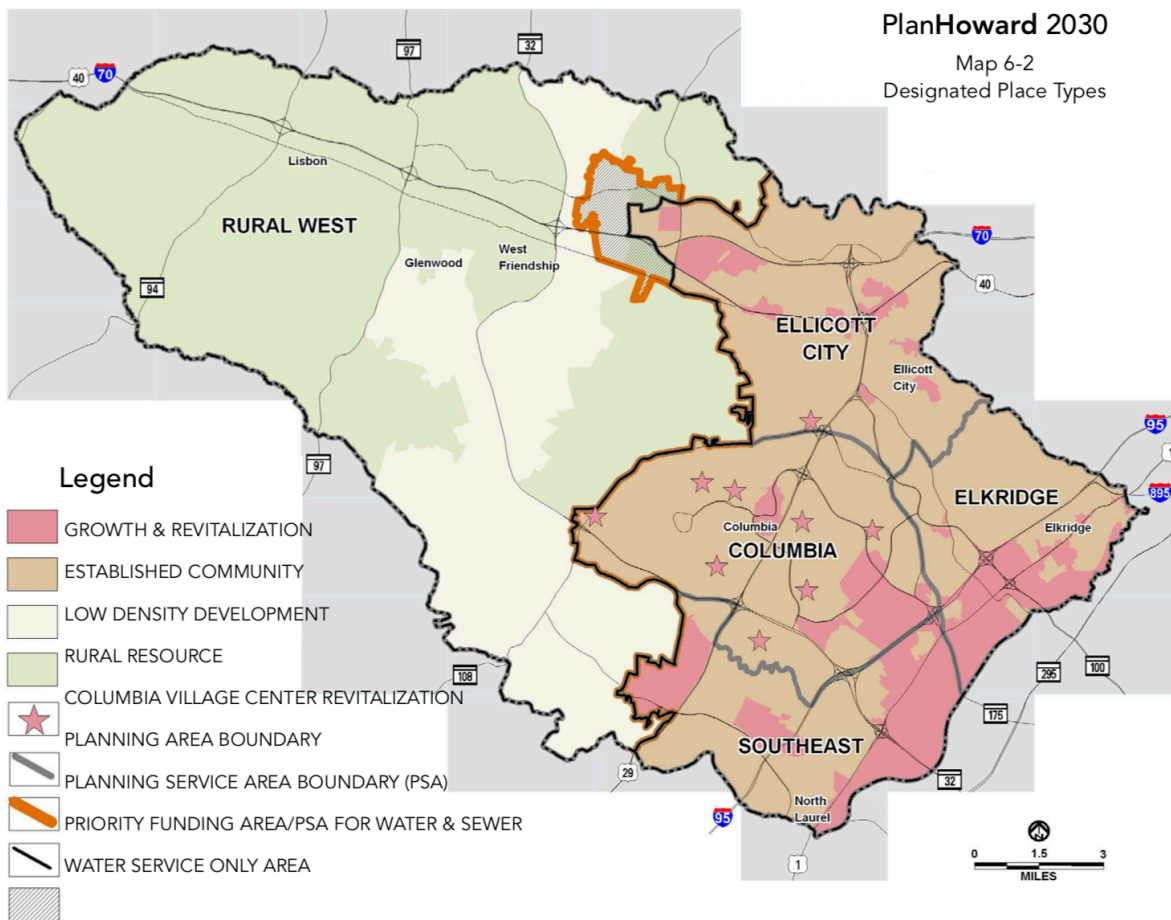 PlanHoward 2030
Map 6-2
Designated Place Types
32
97
40
70
Lisbon
RURAL WEST
West
Friendship
Glenwood
70
94
40
ELLICOTT
CITY
Ellicott
City
95
1
97
895
ELKRIDGE
Elkridge
Columbia
COLUMBIA
Legend
GROWTH & REVITALIZATION
ESTABLISHED COMMUNITY
LOW DENSITY DEVELOPMENT
RURAL RESOURCE
COLUMBIA VILLAGE CENTER REVITALIZATION
PLANNING AREA BOUNDARY
PLANNING SERVICE AREA BOUNDARY (PSA)
PRIORITY FUNDING AREA/PSA FOR WATER & SEWER
WATER SERVICE ONLY AREA
108
295
100
175
SOUTHEAST
29
32
North
Laurel
95
1
0 1.5 3
MILES